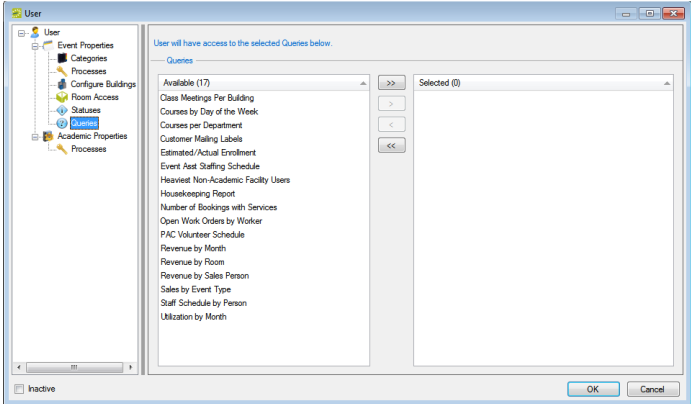 User
User
Event Properties
Categories
Processes
Configure Buildings
Room Access
Statuses
Queries
Academic Properties
Processes
User will have access to the selected Queries below.
Queries
Available (17)
Class Meetings Per Building
Courses by Day of the Week
Courses per Department
Customer Mailing Labels
Estimated/Actual Enrollment
Event Asst Staffing Schedule
Heaviest Non-Academic Facility Users
Housekeeping Report
Number of Bookings with Services
Open Work Orders by Worker
PAC Volunteer Schedule
Revenue by Month
Revenue by Room
Revenue by Sales Person
Sales by Event Type
Staff Schedule by Person
Utilization by Month
>>
>
<
<<
Selected (0)
Inactive
OK
Cancel